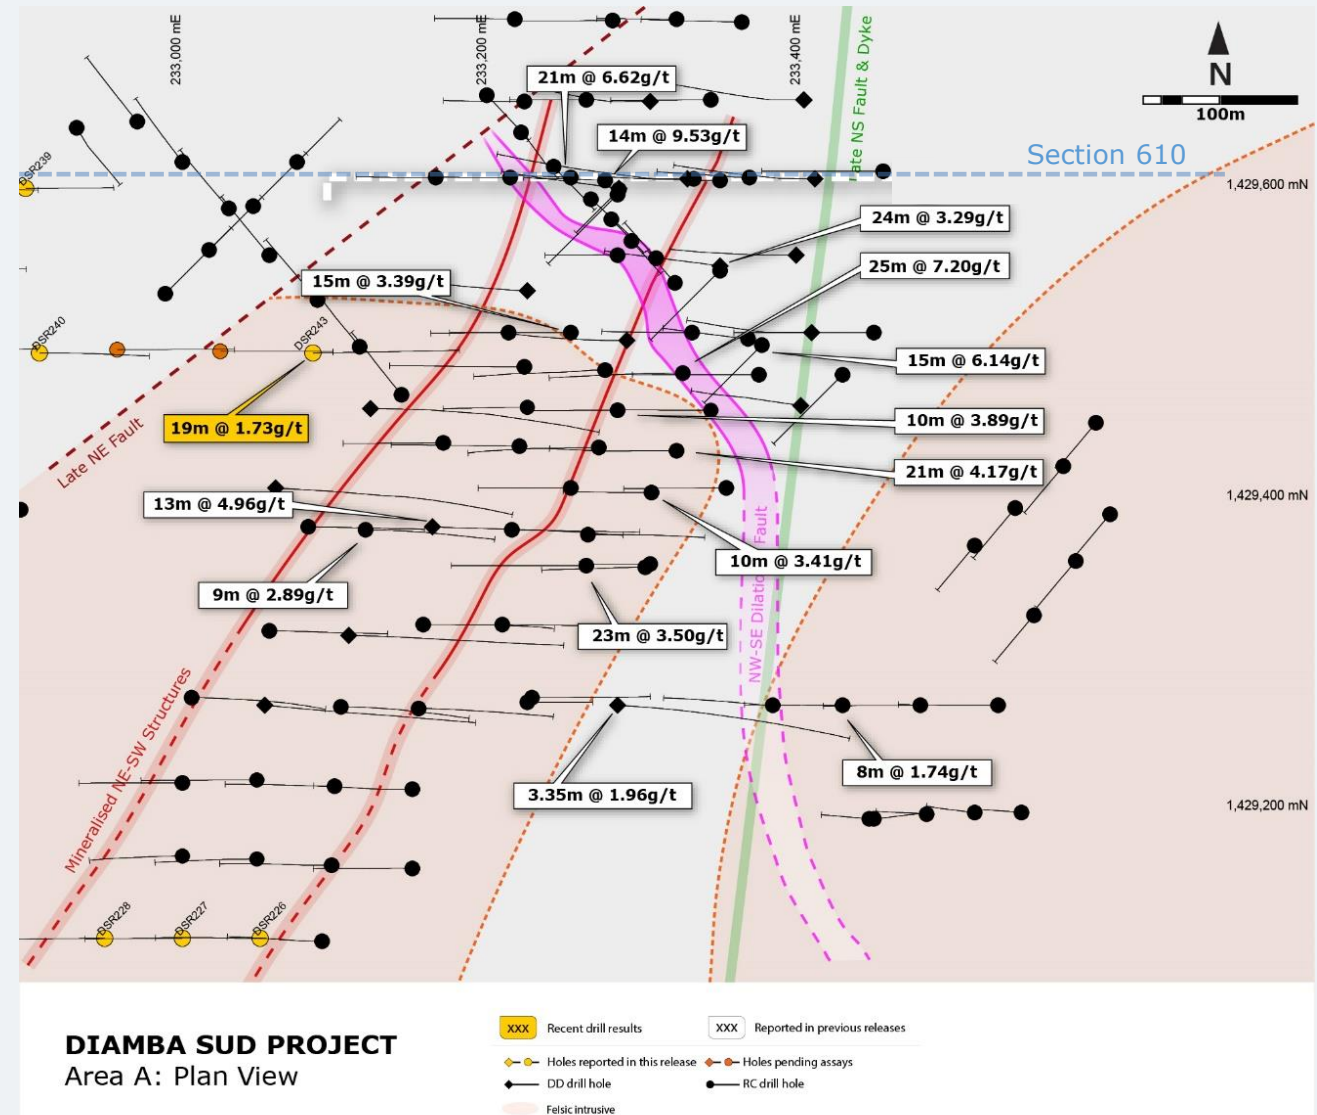 233,000 mE
233,200 mE
233,400 mE
Late NS Fault & Dyke
N
100m
21m @ 6.62g/t
14m @ 9.53g/t
Section 610
DSR239
1,429,600 mN
24m @ 3.29g/t
25m @ 7.20g/t
15m @ 3.39g/t
DSR240
DSR243
15m @ 6.14g/t
19m @ 1.73g/t
10m @ 3.89g/t
Late NE Fault
21m @ 4.17g/t
1,429,400 mN
13m @ 4.96g/t
10m @ 3.41g/t
NW-SE Dilation Fault
9m @ 2.89g/t
23m @ 3.50g/t
Mineralised NE-SW Structures
8m @ 1.74g/t
3.35m @ 1.96g/t
1,429,200 mN
DSR228
DSR227
DSR226
DIAMBA SUD PROJECT
Area A: Plan View
XXX Recent drill results
XXX Reported in previous releases
Holes reported in this release
Holes pending assays
DD drill hole
RC drill hole
Felsic intrusive